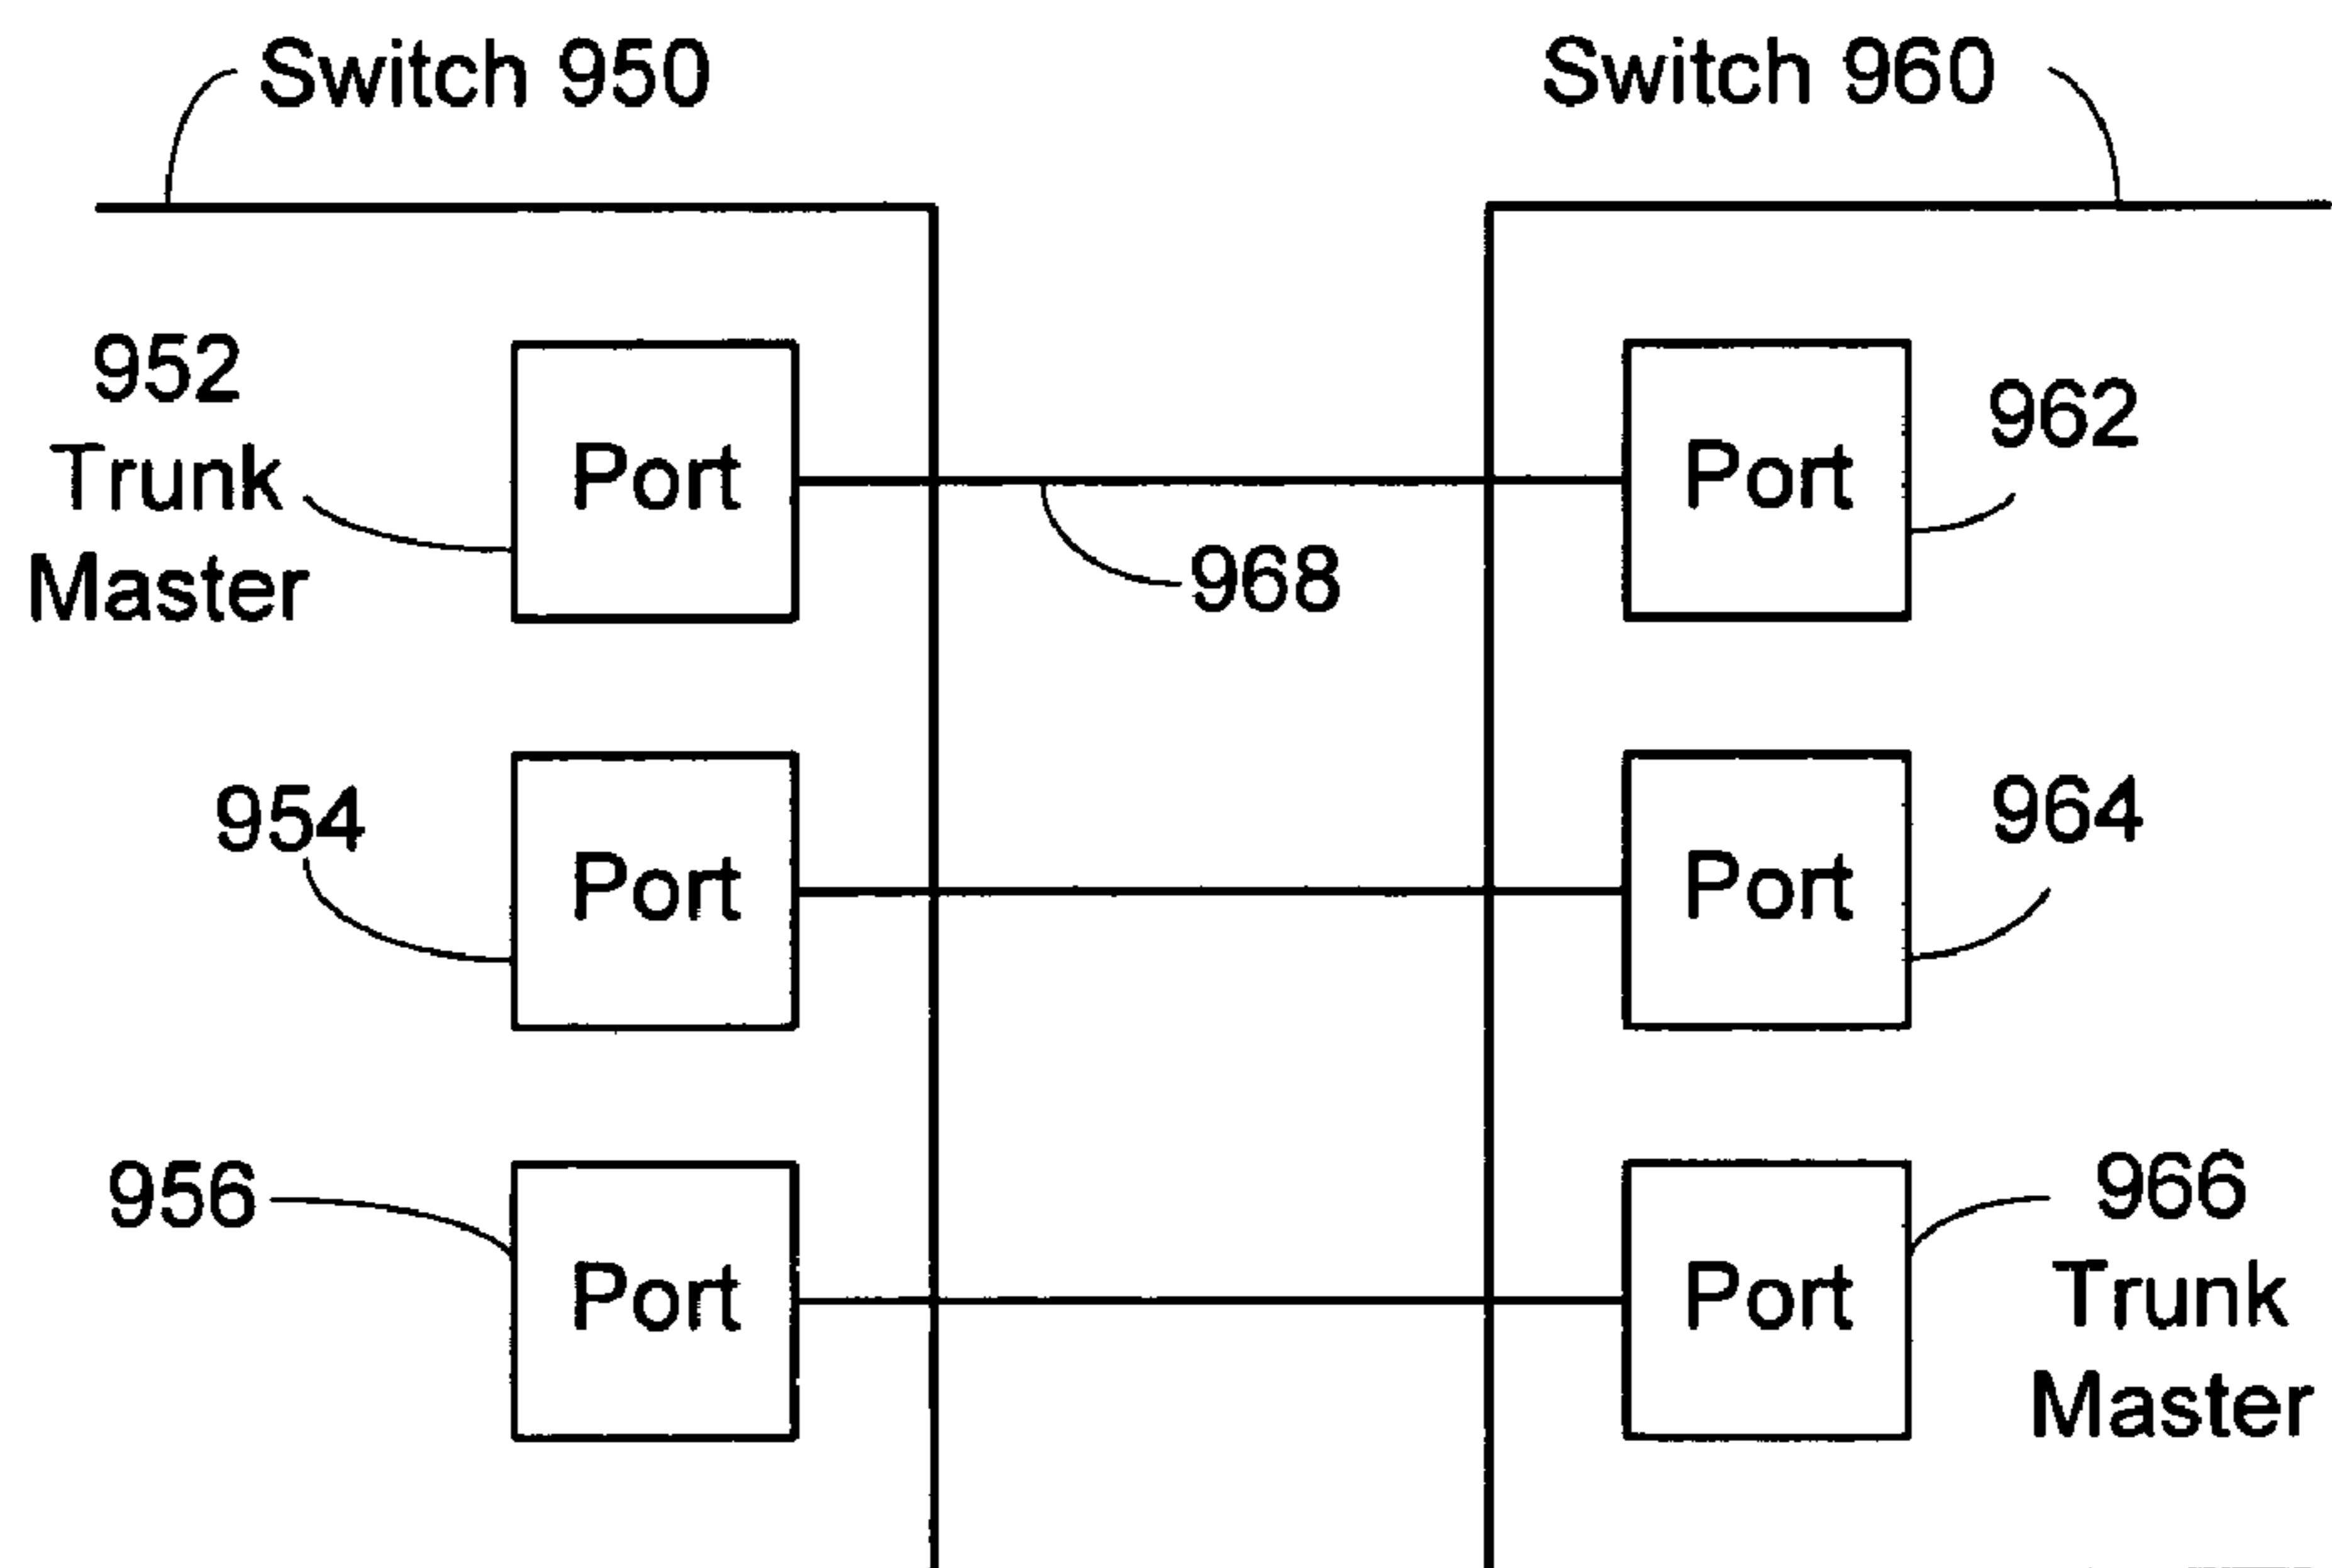 Switch 950
Switch 960
952
Trunk
Master
Port
Port
962
968
954
Port
Port
964
956
Port
Port
966
Trunk
Master